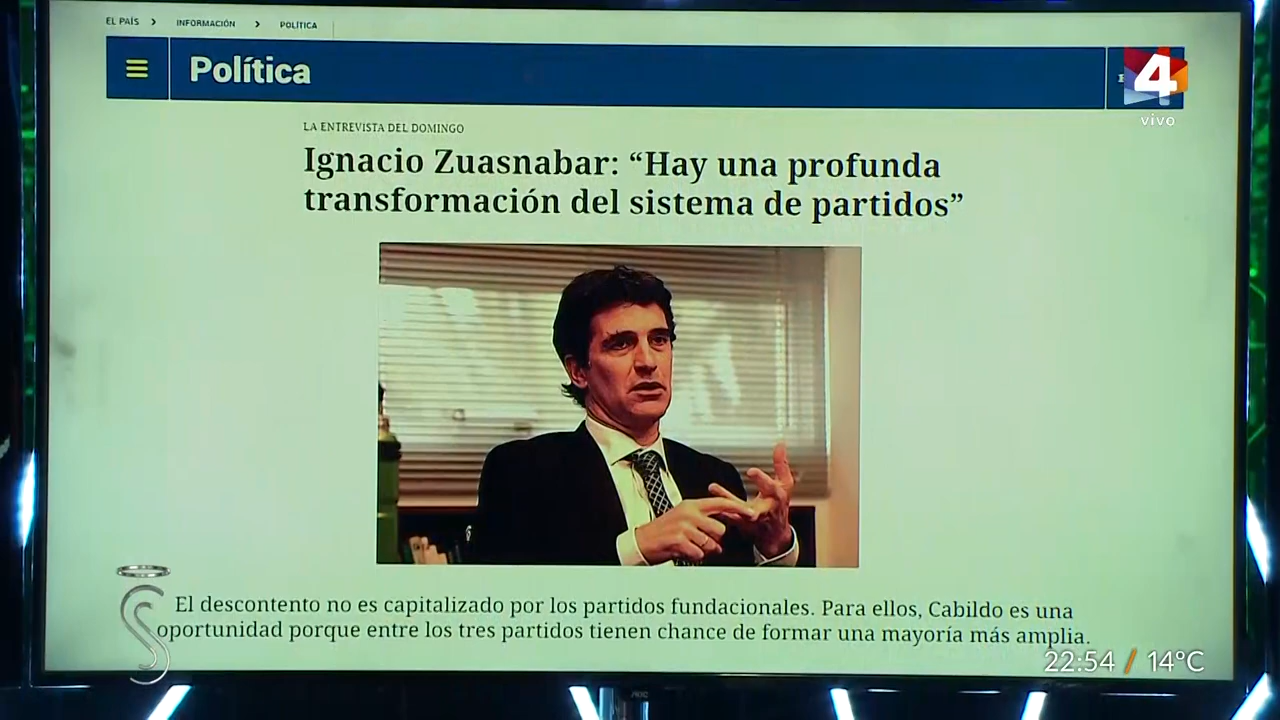 EL PAÍS > INFORMACIÓN > POLÍTICA
Política
4
vivo
LA ENTREVISTA DEL DOMINGO
Ignacio Zuasnabar: “Hay una profunda
transformación del sistema de partidos”
El descontento no es capitalizado por los partidos fundacionales. Para ellos, Cabildo es una
oportunidad porque entre los tres partidos tienen chance de formar una mayoría más amplia.
S
22:54 / 14°C
AOC